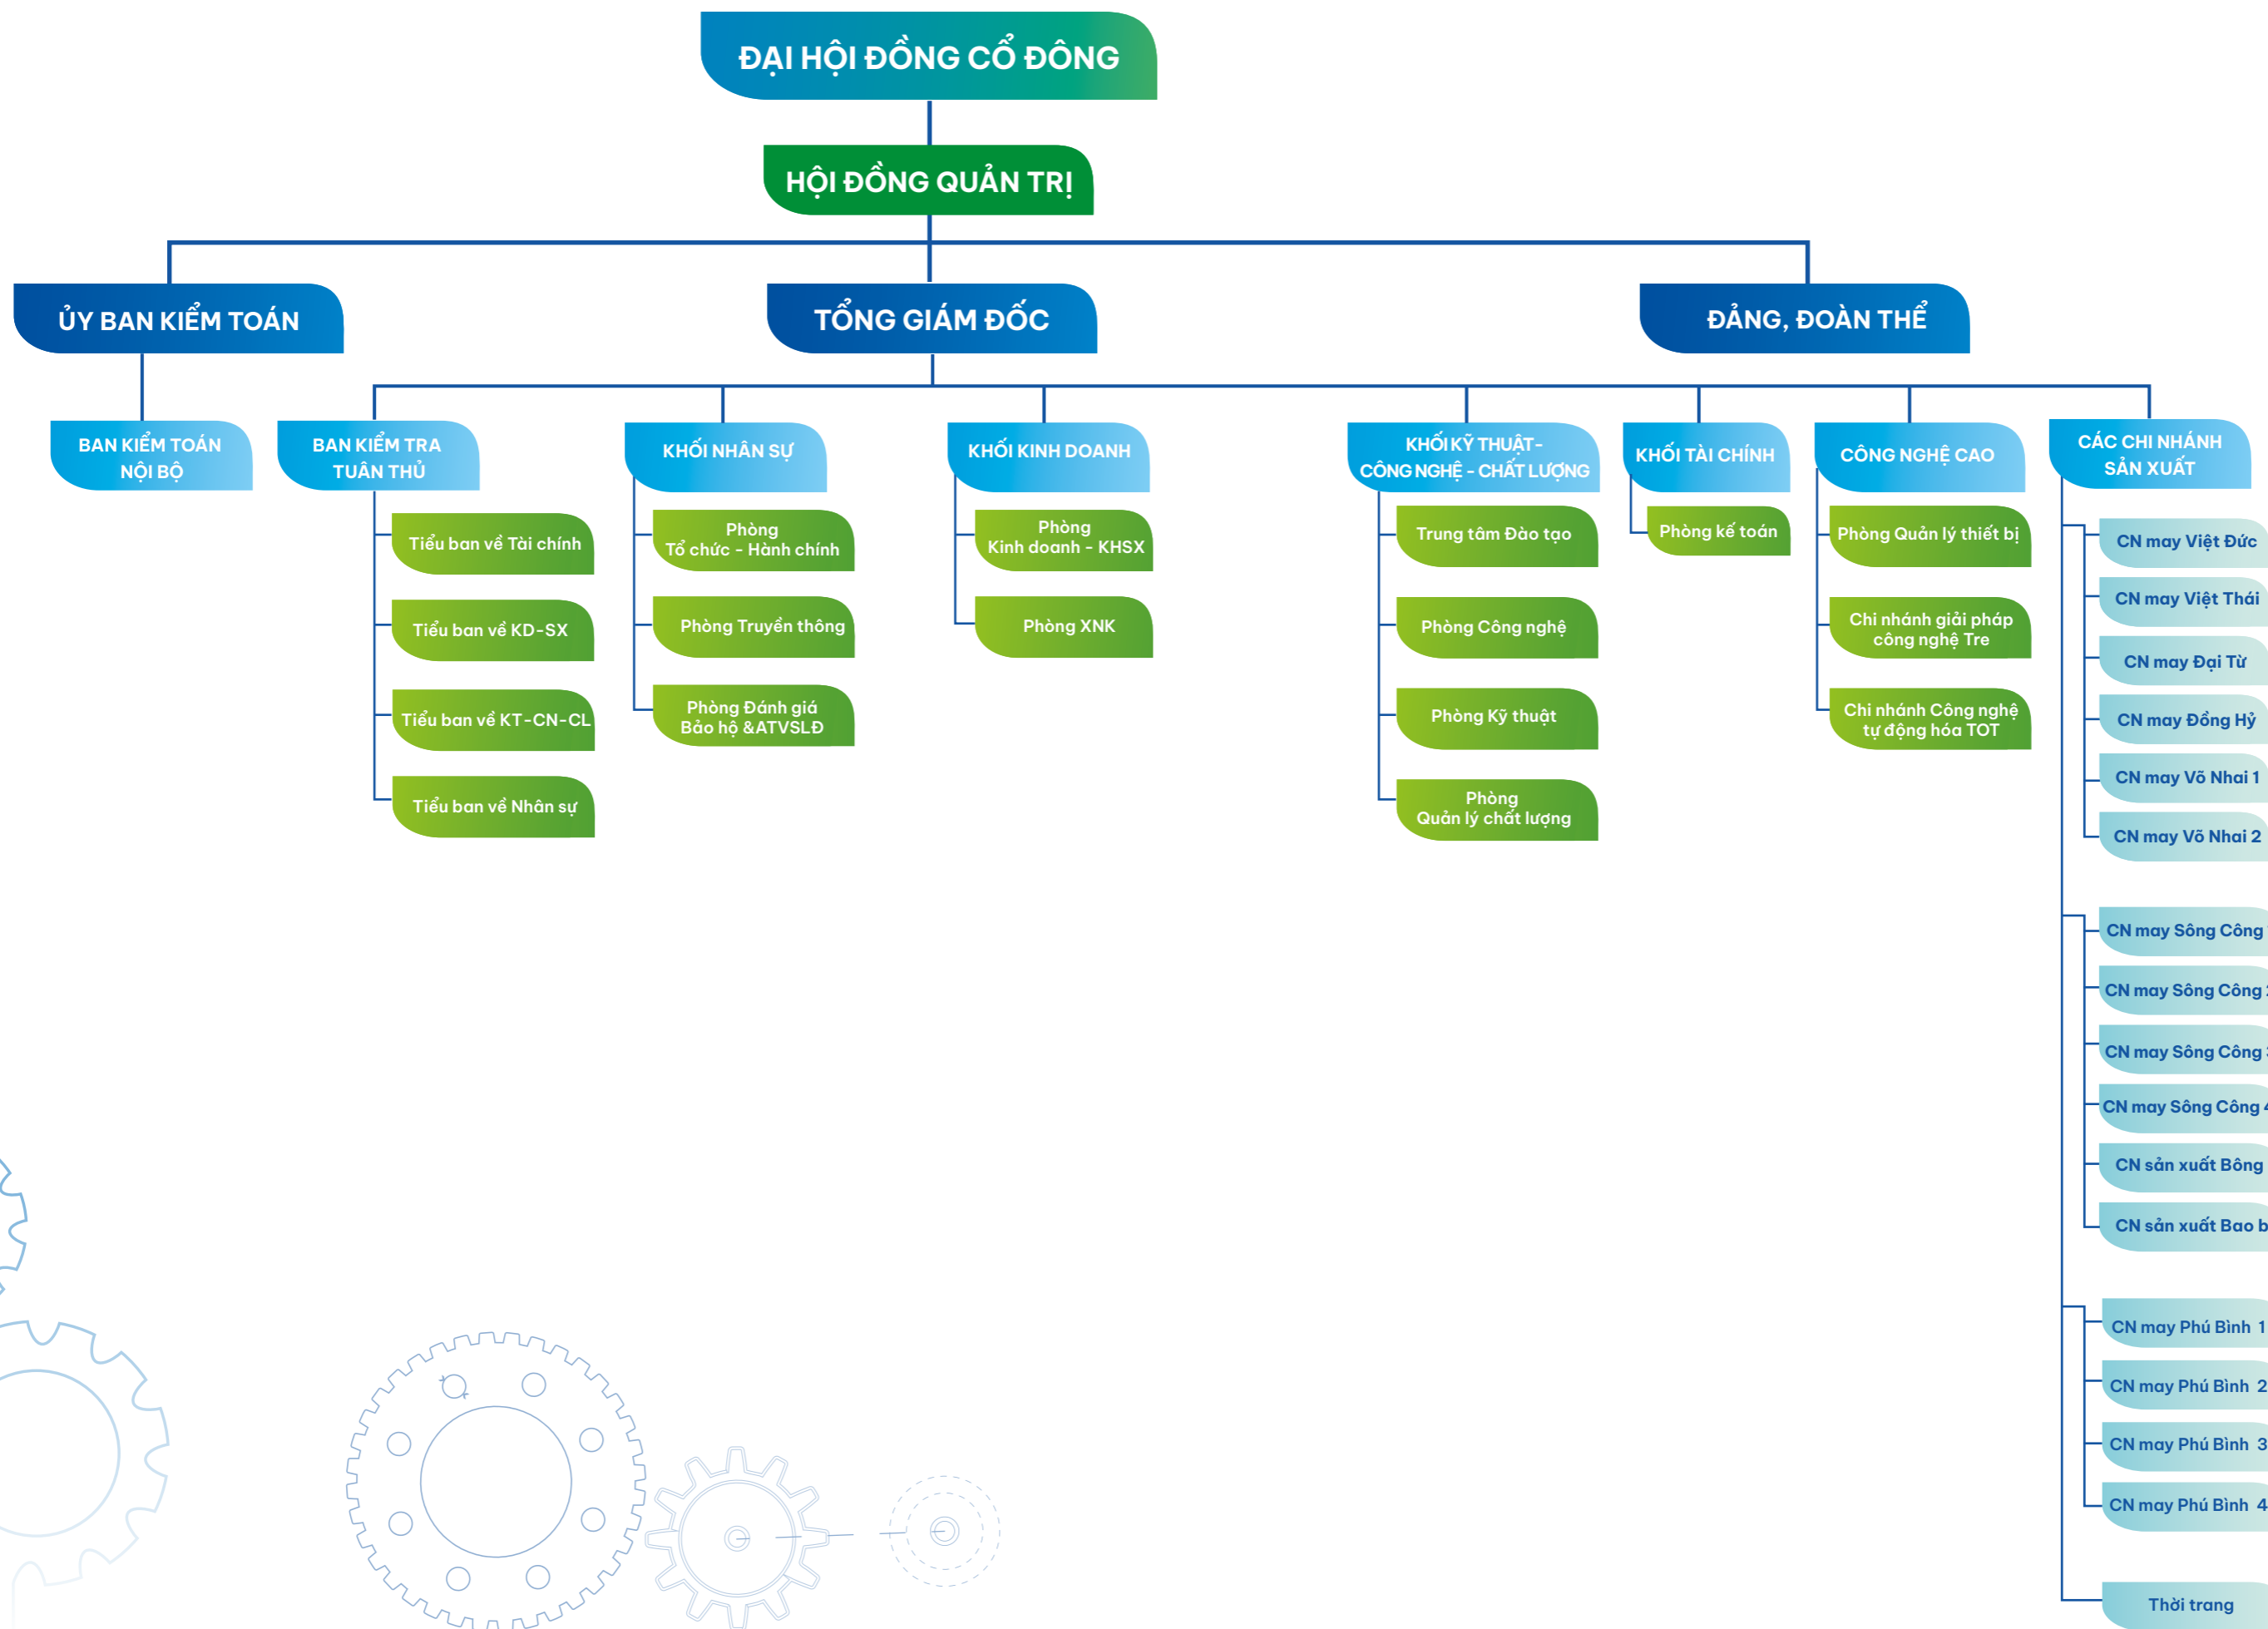 ĐẠI HỘI ĐỒNG CỔ ĐÔNG
HỘI ĐỒNG QUẢN TRỊ
ỦY BAN KIỂM TOÁN
TỔNG GIÁM ĐỐC
ĐẢNG, ĐOÀN THỂ
BAN KIỂM TOÁN
NỘI BỘ
BAN KIỂM TRA
TUÂN THỦ
Tiểu ban về Tài chính
Tiểu ban về KD-SX
Tiểu ban về KT-CN-CL
Tiểu ban về Nhân sự
KHỐI NHÂN SỰ
Phòng
Tổ chức - Hành chính
Phòng Truyền thông
Phòng Đánh giá
Bảo hộ &ATVSLĐ
KHỐI KINH DOANH
Phòng
Kinh doanh - KHSX
Phòng XNK
KHỐI KỸ THUẬT-
CÔNG NGHỆ - CHẤT LƯỢNG
Trung tâm Đào tạo
Phòng Công nghệ
Phòng Kỹ thuật
Phòng
Quản lý chất lượng
KHỐI TÀI CHÍNH
Phòng kế toán
CÔNG NGHỆ CAO
Phòng Quản lý thiết bị
Chi nhánh giải pháp
công nghệ Tre
Chi nhánh Công nghệ
tự động hóa TOT
CÁC CHI NHÁNH
SẢN XUẤT
CN may Việt Đức
CN may Việt Thái
CN may Đại Từ
CN may Đồng Hỷ
CN may Võ Nhai 1
CN may Võ Nhai 2
CN may Sông Công
CN may Sông Công
CN may Sông Công
CN may Sông Công 4
CN sản xuất Bông
CN sản xuất Bao
CN may Phú Bình 1
CN may Phú Bình 2
CN may Phú Bình 3
CN may Phú Bình 4
Thời trang